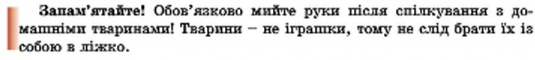 Запам’ятайте! Обов’язково мийте руки після спілкування з до-
машніми тваринами! Тварини – не іграшки, тому не слід брати їх із
собою в ліжко.